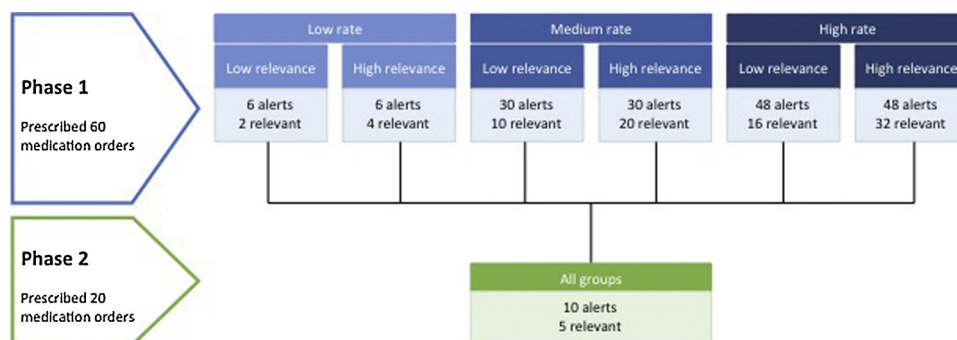 Phase 1
Prescribed 60
medication orders
Low rate
Medium rate
High rate
Low relevance
High relevance
Low relevance
High relevance
Low relevance
High relevance
6 alerts
2 relevant
6 alerts
4 relevant
30 alerts
10 relevant
30 alerts
20 relevant
48 alerts
16 relevant
48 alerts
32 relevant
Phase 2
Prescribed 20
medication orders
All groups
10 alerts
5 relevant